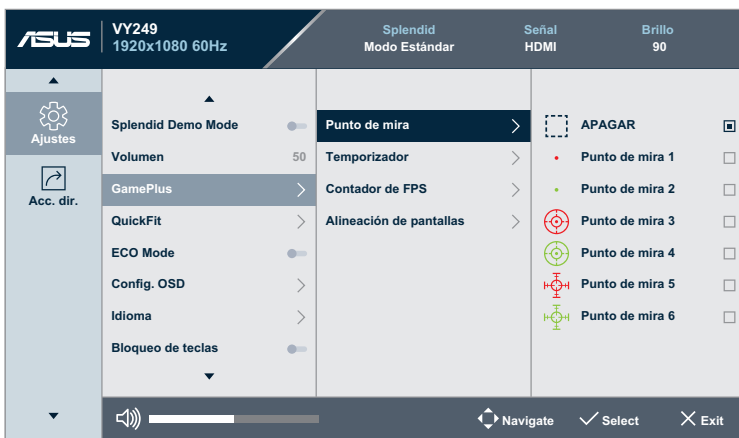 ASUS
VY249
1920x1080 60Hz
Splendid
Modo Estándar
Señal
HDMI
Brillo
90
Ajustes
Acc. dir.
Splendid Demo Mode
Volumen 50
GamePlus
QuickFit
ECO Mode
Config. OSD
Idioma
Bloqueo de teclas
Punto de mira
Temporizador
Contador de FPS
Alineación de pantallas
APAGAR
Punto de mira 1
Punto de mira 2
Punto de mira 3
Punto de mira 4
Punto de mira 5
Punto de mira 6
Navigate
Select
Exit